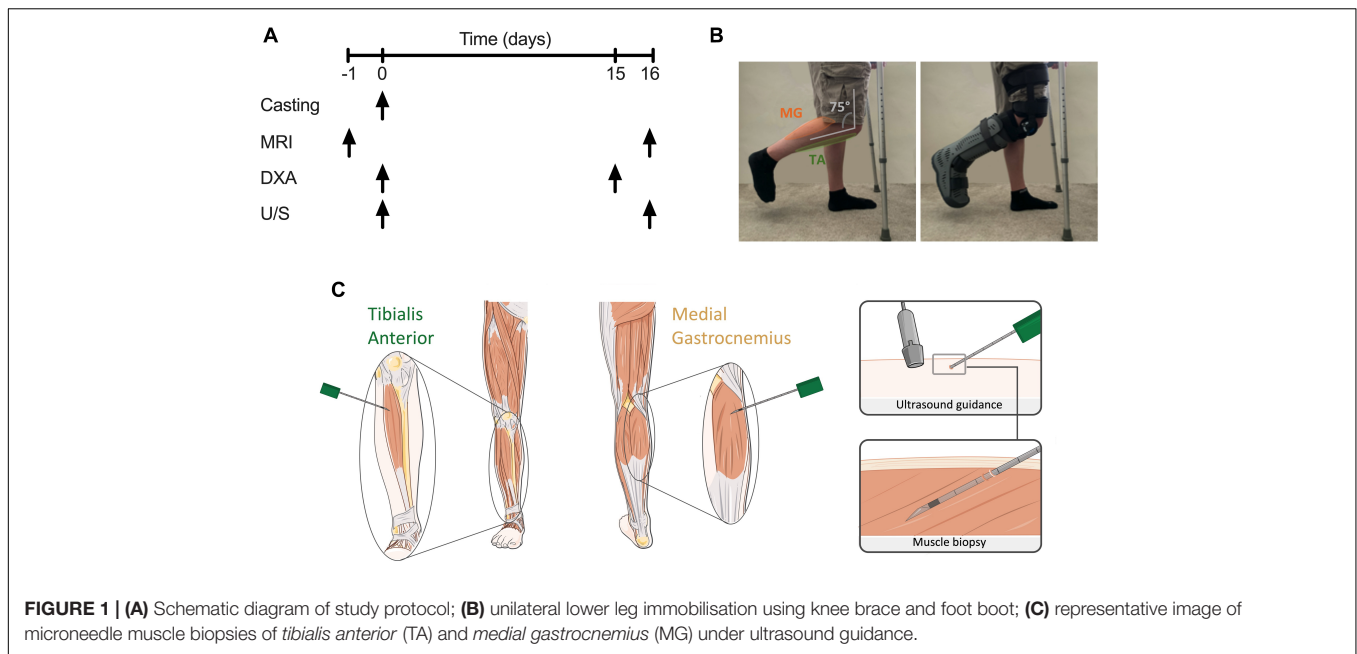 A
Time (days)
-1 0 15 16
Casting
MRI
DXA
U/S
B
MG
75°
TA
C
Tibialis
Anterior
Medial
Gastrocnemius
Ultrasound guidance
Muscle biopsy
FIGURE 1 | (A) Schematic diagram of study protocol; (B) unilateral lower leg immobilisation using knee brace and foot boot; (C) representative image of
microneedle muscle biopsies of tibialis anterior (TA) and medial gastrocnemius (MG) under ultrasound guidance.